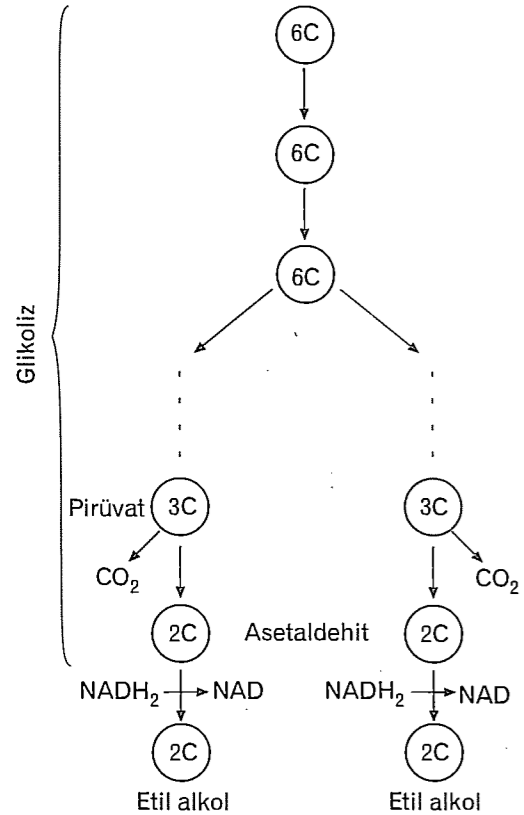 6C
6C
6C
Glikoliz
Pirüvat 3C 3C
CO₂ CO₂
2C Asetaldehit 2C
NADH₂ NAD NADH₂ NAD
2C 2C
Etil alkol Etil alkol